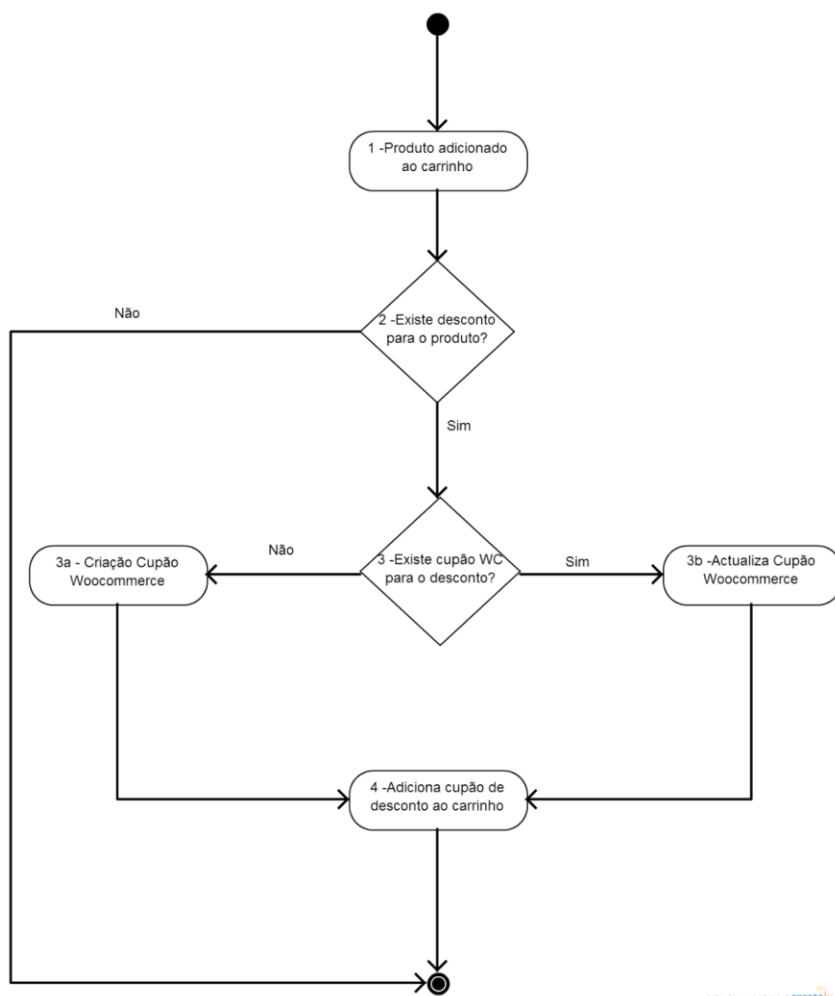 1 -Produto adicionado
ao carrinho
Não
2 -Existe desconto
para o produto?
Sim
3a - Criação Cupão
Woocommerce
Não
3 -Existe cupão WC
para o desconto?
Sim
3b -Actualiza Cupão
Woocommerce
4 -Adiciona cupão de
desconto ao carrinho